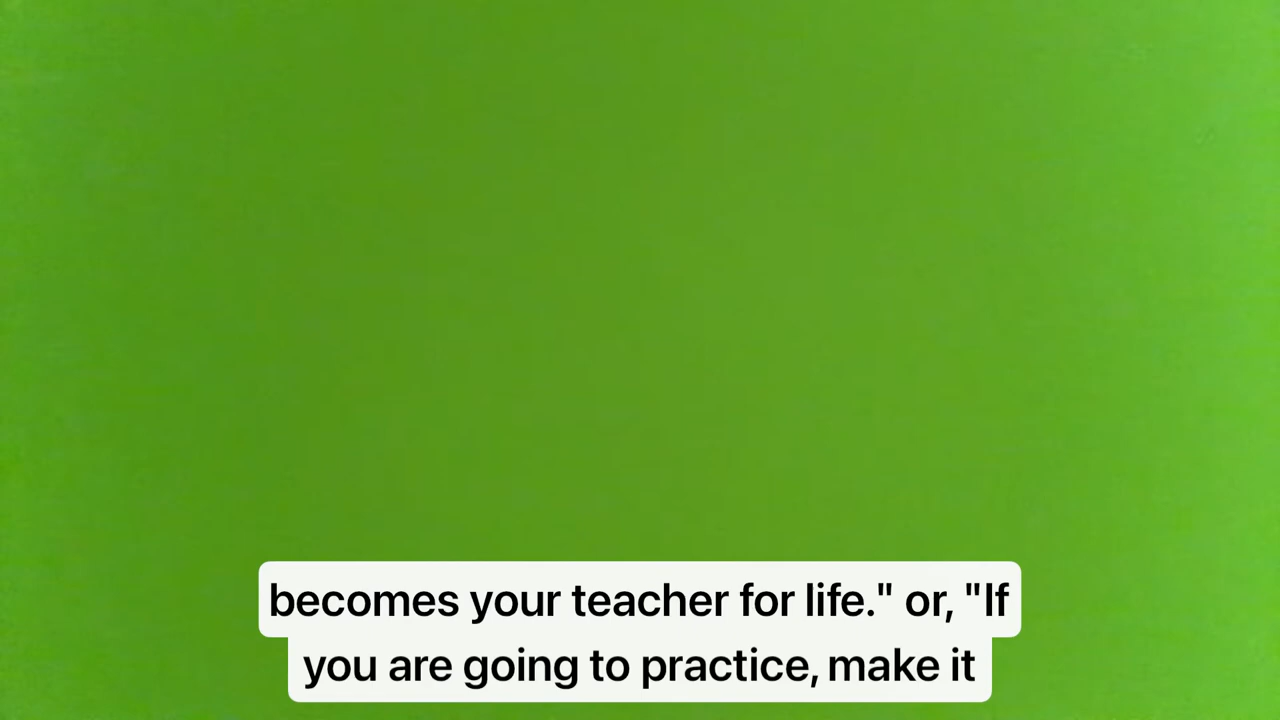 becomes your teacher for life." or, "If
you are going to practice, make it